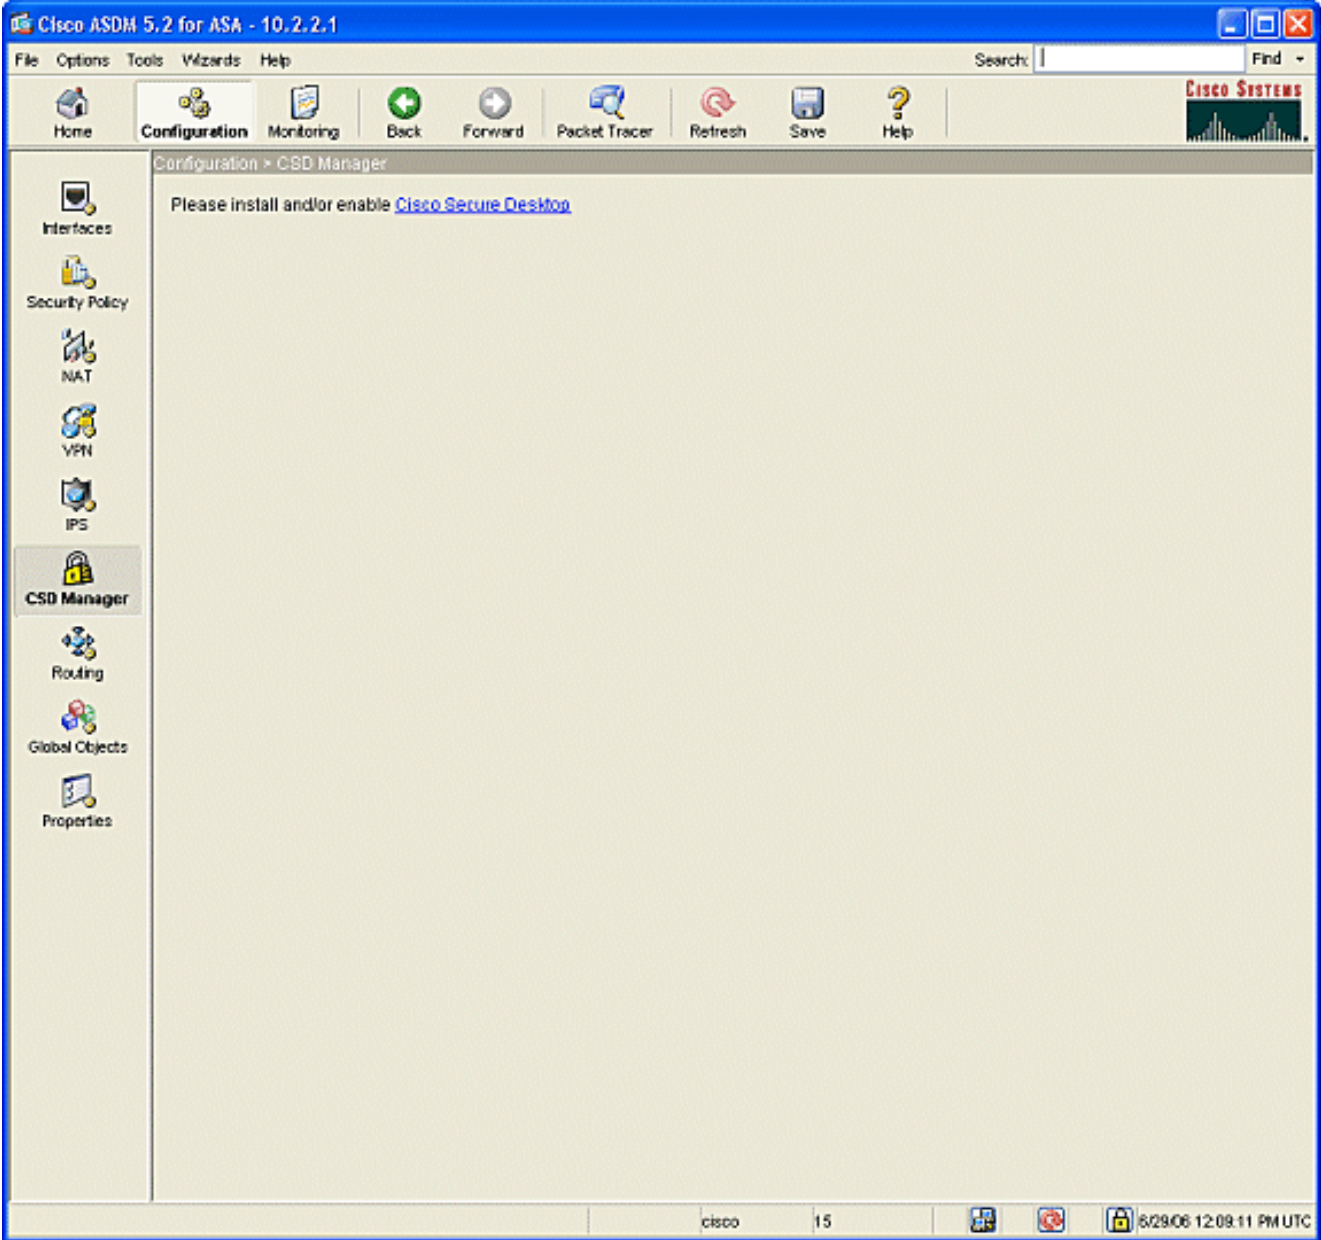 Cisco ASDM 5.2 for ASA - 10.2.2.1
File Options Tools Wizards Help Search: Find
Home Configuration Monitoring Back Forward Packet Tracer Refresh Save Help
CISCO SYSTEMS
Configuration > CSD Manager
Please install and/or enable Cisco Secure Desktop
Interfaces
Security Policy
NAT
VPN
IPS
CSD Manager
Routing
Global Objects
Properties
cisco 15 6/29/06 12:09:11 PM UTC